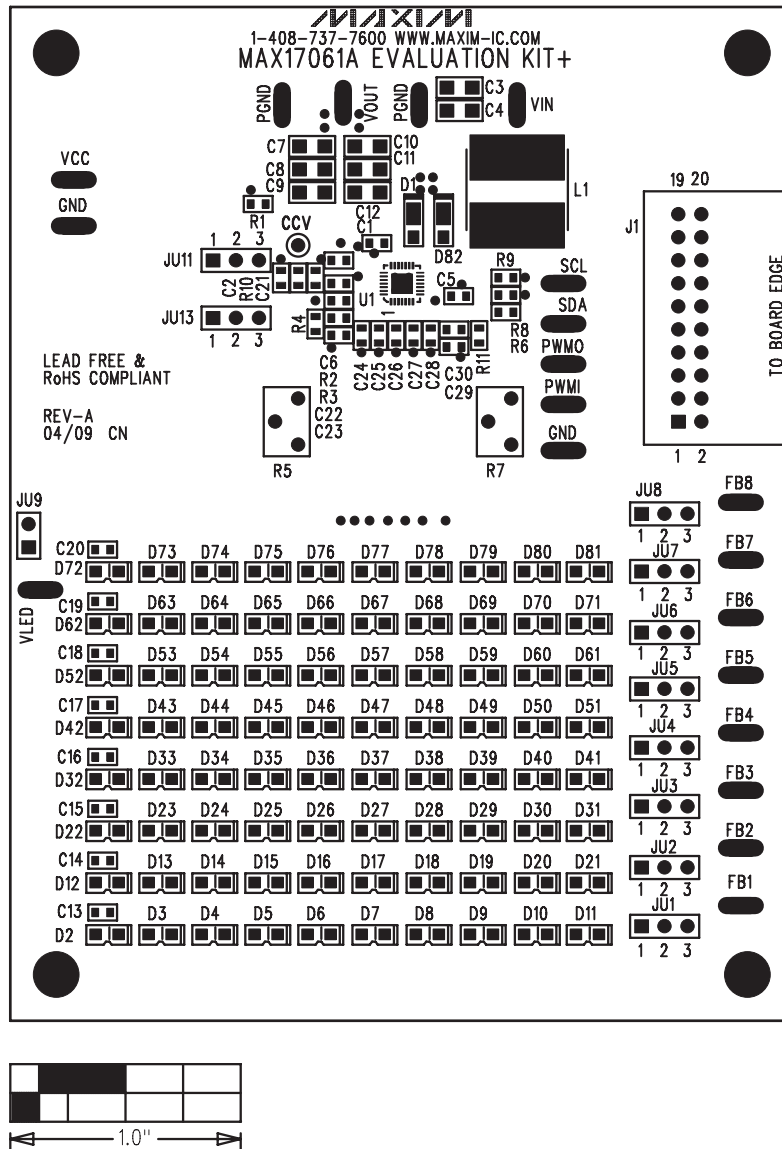 MAXIM
1-408-737-7600 WWW.MAXIM-IC.COM
MAX17061A EVALUATION KIT+
PGND
VOUT
PGND
C3
C4
VIN
VCC
GND
C7
C8
C9
C10
C11
C12
R1
CCV
C1
D1
D82
L1
J1
19 20
TO BOARD EDGE
1 2
JU11
1 2 3
JU13
1 2 3
C2
R10
C21
R4
U1
1
C5
R9
R8
R6
SCL
SDA
PWMO
PWMI
GND
C6
R2
R3
C22
C23
C24
C25
C26
C27
C28
C30
C29
R11
R5
R7
LEAD FREE &
RoHS COMPLIANT
REV-A
04/09 CN
JU9
VLED
C20
D72 D73 D74 D75 D76 D77 D78 D79 D80 D81
C19
D62 D63 D64 D65 D66 D67 D68 D69 D70 D71
C18
D52 D53 D54 D55 D56 D57 D58 D59 D60 D61
C17
D42 D43 D44 D45 D46 D47 D48 D49 D50 D51
C16
D32 D33 D34 D35 D36 D37 D38 D39 D40 D41
C15
D22 D23 D24 D25 D26 D27 D28 D29 D30 D31
C14
D12 D13 D14 D15 D16 D17 D18 D19 D20 D21
C13
D2 D3 D4 D5 D6 D7 D8 D9 D10 D11
JU8
1 2 3
JU7
1 2 3
JU6
1 2 3
JU5
1 2 3
JU4
1 2 3
JU3
1 2 3
JU2
1 2 3
JU1
1 2 3
FB8
FB7
FB6
FB5
FB4
FB3
FB2
FB1
1.0"